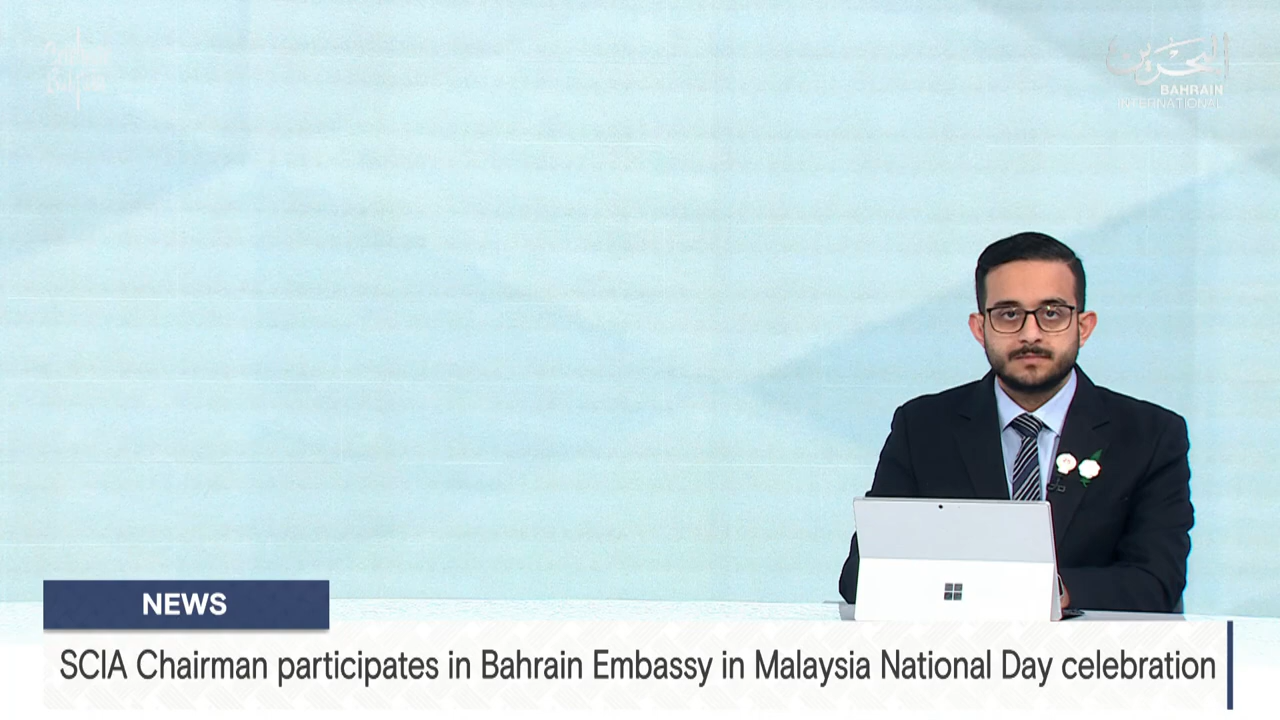 البحرين
BAHRAIN
INTERNATIONAL
NEWS
SCIA Chairman participates in Bahrain Embassy in Malaysia National Day celebration